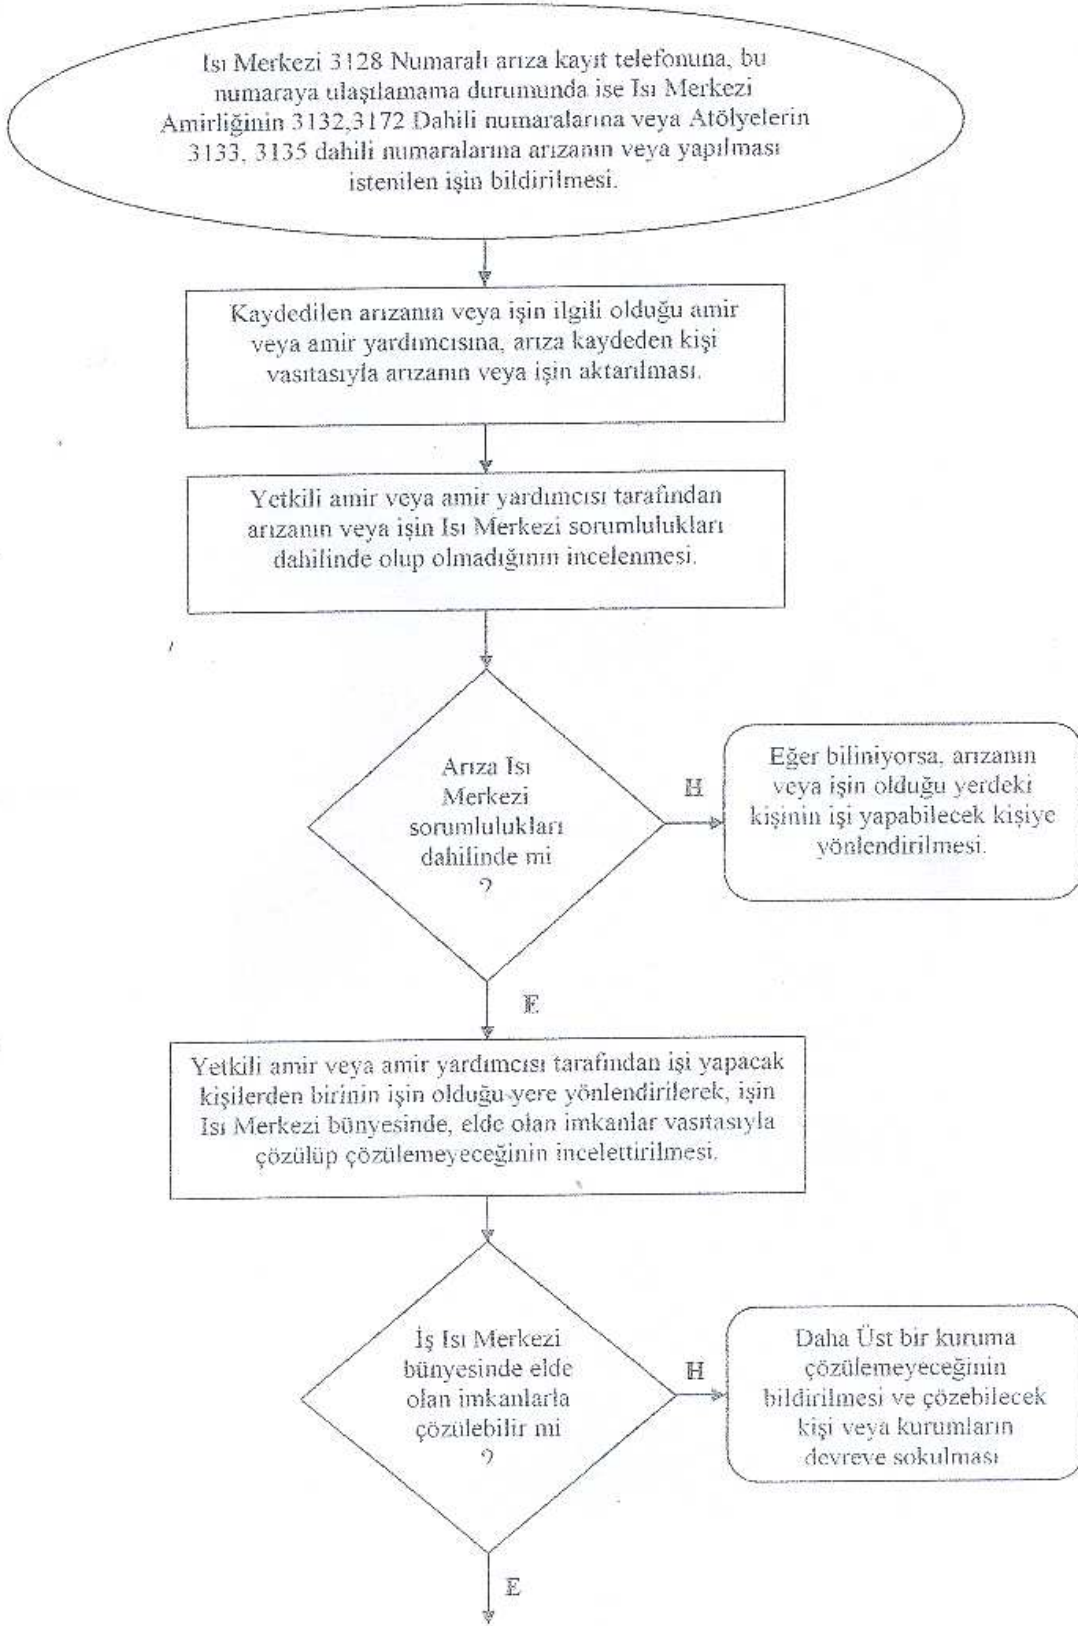 Isı Merkezi 3128 Numaralı arıza kayıt telefonuna, bu
numaraya ulaşılamama durumunda ise Isı Merkezi
Amirliğinin 3132,3172 Dahili numaralarına veya Atölyelerin
3133, 3135 dahili numaralarına arızanın veya yapılması
istenilen işin bildirilmesi.
Kaydedilen arızanın veya işin ilgili olduğu amir
veya amir yardımcısına, arıza kaydeden kişi
vasıtasıyla arızanın veya işin aktarılması.
Yetkili amir veya amir yardımcısı tarafından
arızanın veya işin Isı Merkezi sorumlulukları
dahilinde olup olmadığının incelenmesi.
Arıza Isı
Merkezi
sorumlulukları
dahilinde mi
?
H
Eğer biliniyorsa, arızanın
veya işin olduğu yerdeki
kişinin işi yapabilecek kişiye
yönlendirilmesi.
E
Yetkili amir veya amir yardımcısı tarafından işi yapacak
kişilerden birinin işin olduğu yere yönlendirilerek, işin
Isı Merkezi bünyesinde, elde olan imkanlar vasıtasıyla
çözülüp çözülemeyeceğinin incelettirilmesi.
İş Isı Merkezi
bünyesinde elde
olan imkanlarla
çözülebilir mi
?
H
Daha Üst bir kuruma
çözülemeyeceğinin
bildirilmesi ve çözebilecek
kişi veya kurumların
devreye sokulması
E